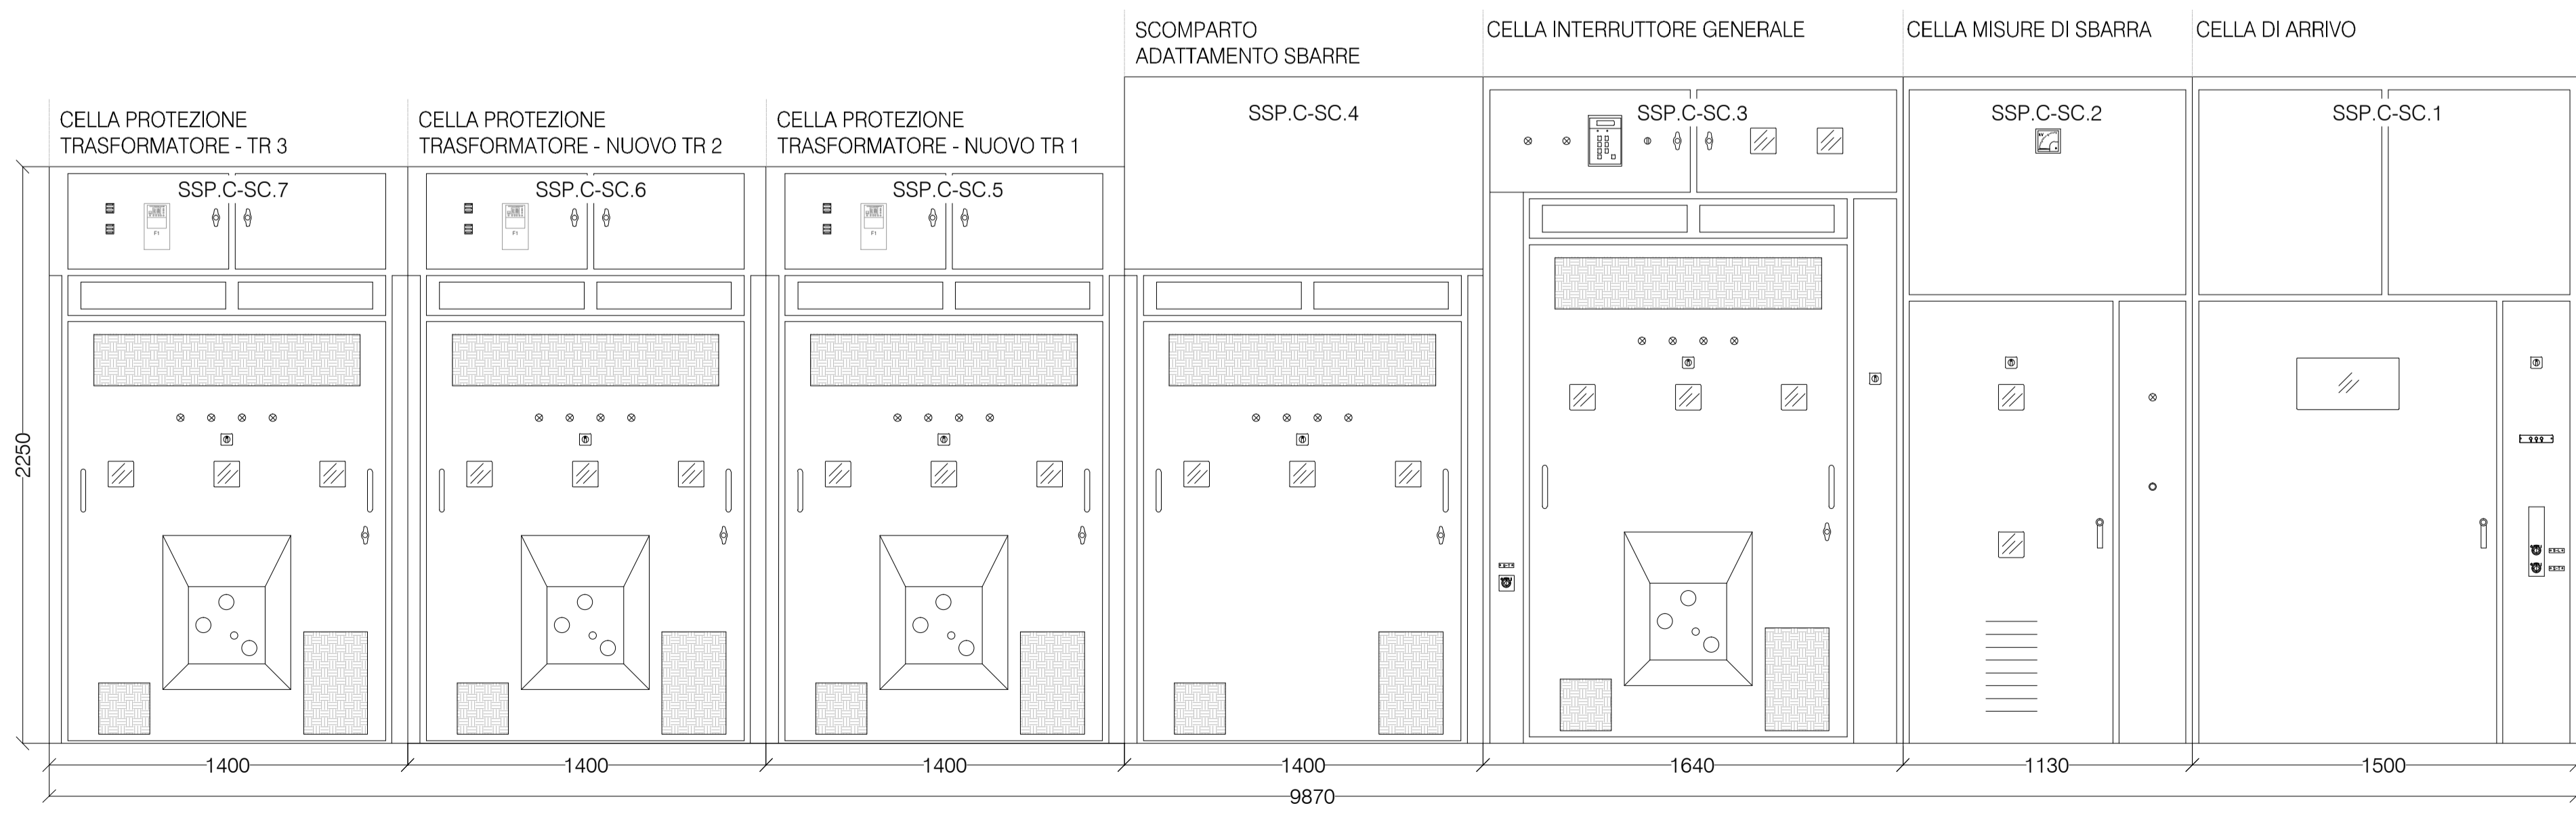 SCOMPARTO
ADATTAMENTO SBARRE
CELLA INTERRUTTORE GENERALE
CELLA MISURE DI SBARRA
CELLA DI ARRIVO
CELLA PROTEZIONE
TRASFORMATORE - TR 3
CELLA PROTEZIONE
TRASFORMATORE - NUOVO TR 2
CELLA PROTEZIONE
TRASFORMATORE - NUOVO TR 1
SSP.C-SC.7
SSP.C-SC.6
SSP.C-SC.5
SSP.C-SC.4
SSP.C-SC.3
SSP.C-SC.2
SSP.C-SC.1
F1
F1
F1
2250
1400
1400
1400
1400
1640
1130
1500
9870